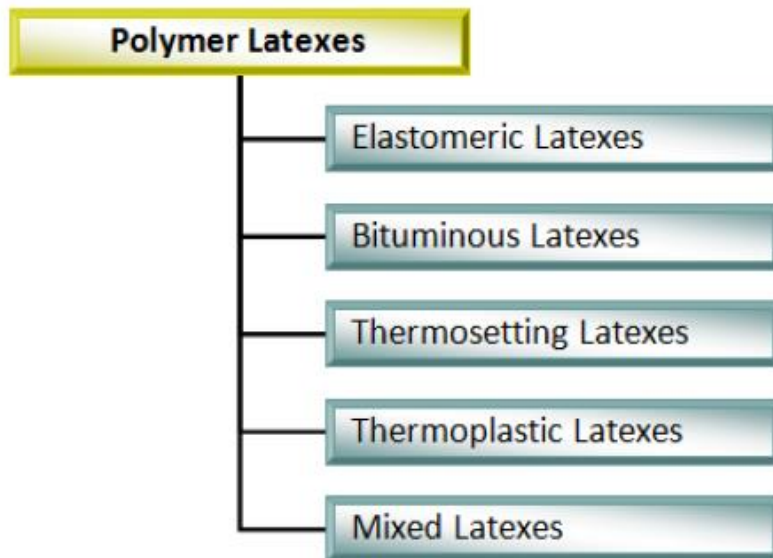 Polymer Latexes
Elastomeric Latexes
Bituminous Latexes
Thermosetting Latexes
Thermoplastic Latexes
Mixed Latexes